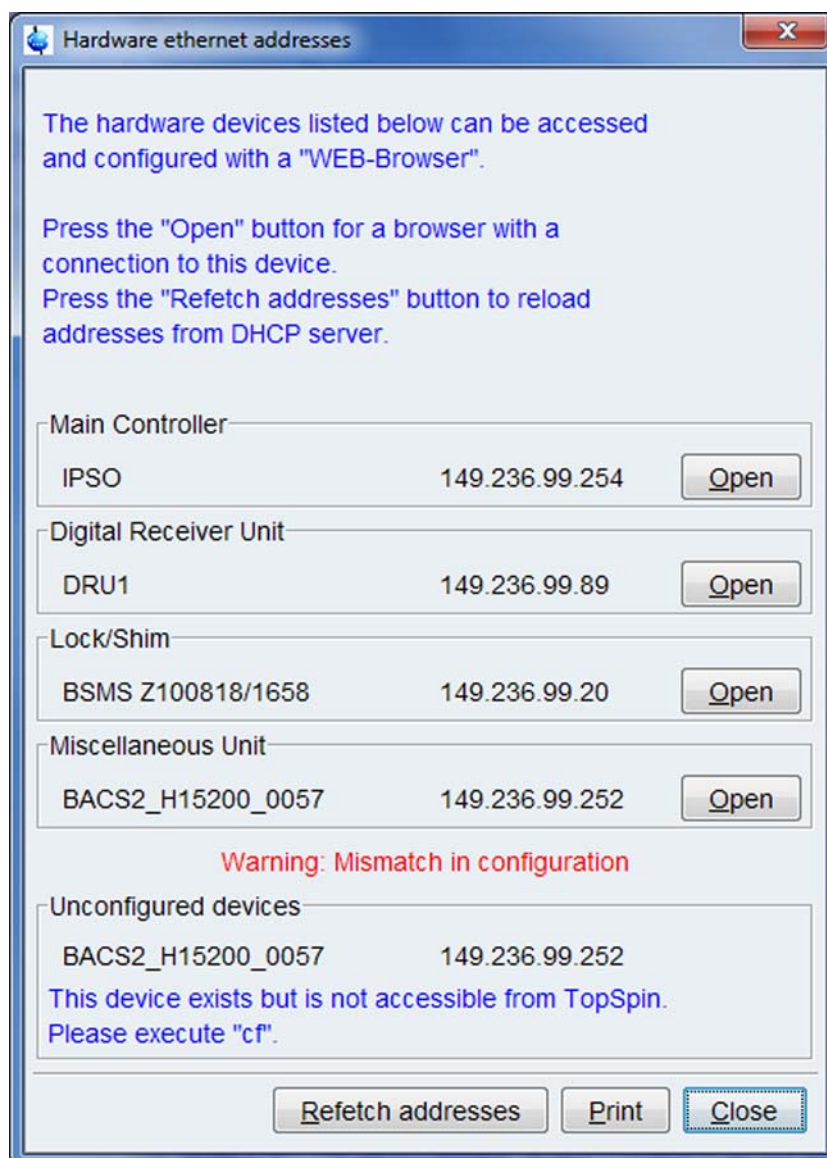 Hardware ethernet addresses
The hardware devices listed below can be accessed
and configured with a "WEB-Browser".
Press the "Open" button for a browser with a
connection to this device.
Press the "Refetch addresses" button to reload
addresses from DHCP server.
Main Controller
IPSO 149.236.99.254 Open
Digital Receiver Unit
DRU1 149.236.99.89 Open
Lock/Shim
BSMS Z100818/1658 149.236.99.20 Open
Miscellaneous Unit
BACS2_H15200_0057 149.236.99.252 Open
Warning: Mismatch in configuration
Unconfigured devices
BACS2_H15200_0057 149.236.99.252
This device exists but is not accessible from TopSpin.
Please execute "cf".
Refetch addresses Print Close